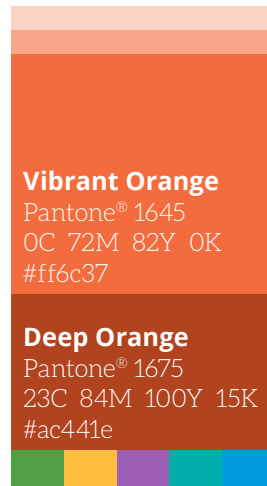 Vibrant Orange
Pantone® 1645
0C 72M 82Y 0K
#ff6c37
Deep Orange
Pantone® 1675
23C 84M 100Y 15K
#ac441e